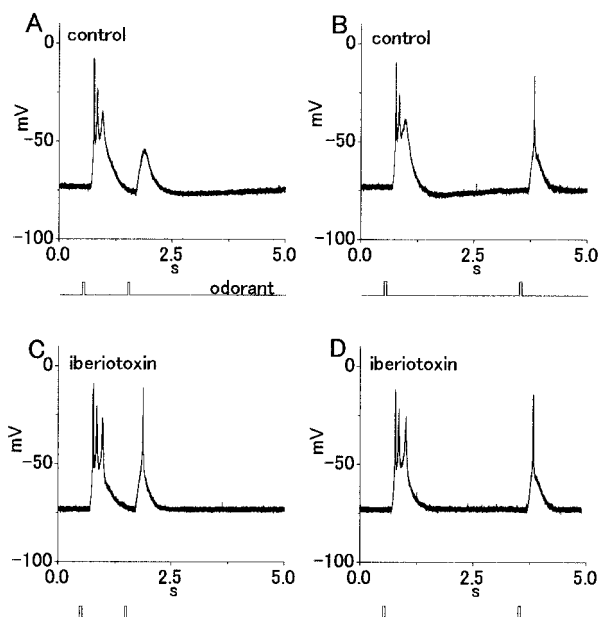 A
B
control
control
0
0
mV
mV
-50
-50
-100
-100
0.0
2.5
5.0
0.0
2.5
5.0
s
s
odorant
C
D
iberiotoxin
iberiotoxin
0
0
mV
mV
-50
-50
-100
-100
0.0
2.5
5.0
0.0
2.5
5.0
s
s